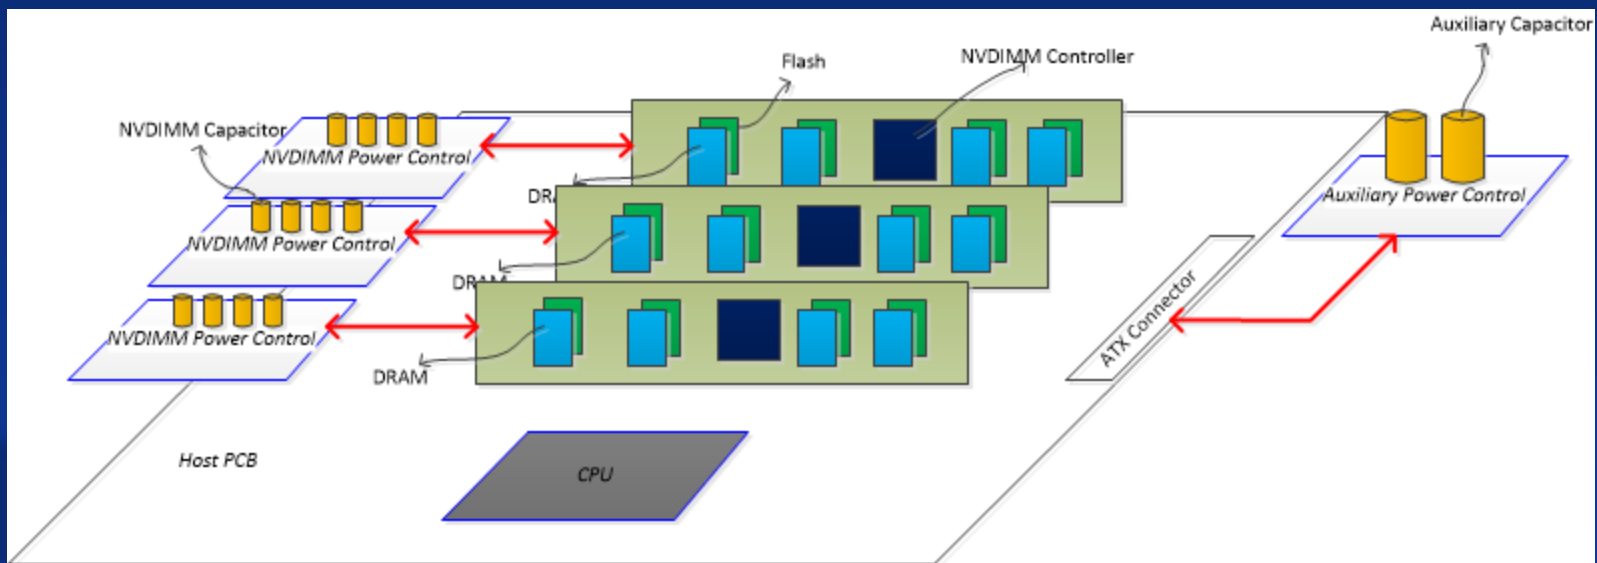 Auxiliary Capacitor
NVDIMM Controller
Flash
NVDIMM Capacitor
NVDIMM Power Control
Auxiliary Power Control
NVDIMM Power Control
DRAM
NVDIMM Power Control
ATX Connector
DRAM
Host PCB
CPU